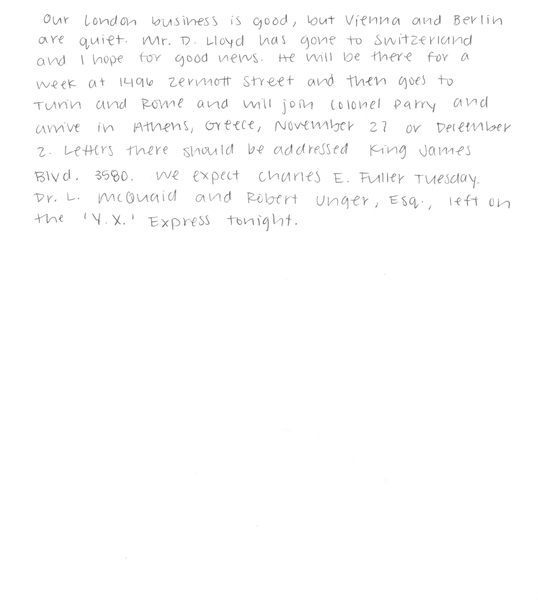 Our London business is good, but Vienna and Berlin
are quiet. Mr. D. Lloyd has gone to Switzerland
and I hope for good news. He will be there for a
week at 1496 Zermott Street and then goes to
Turin and Rome and will join Colonel Parry and
arrive in Athens, Greece, November 27 or December
2. Letters there should be addressed King James
Blvd. 3580. We expect Charles E. Fuller Tuesday.
Dr. L. McQuaid and Robert Unger, Esq., left on
the 'Y.X.' Express tonight.